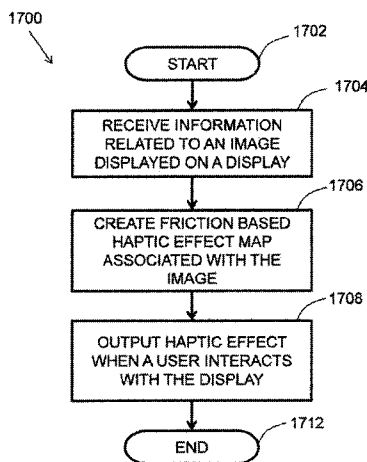 1700
1702
START
1704
RECEIVE INFORMATION
RELATED TO AN IMAGE
DISPLAYED ON A DISPLAY
1706
CREATE FRICTION BASED
HAPTIC EFFECT MAP
ASSOCIATED WITH THE
IMAGE
1708
OUTPUT HAPTIC EFFECT
WHEN A USER INTERACTS
WITH THE DISPLAY
1712
END